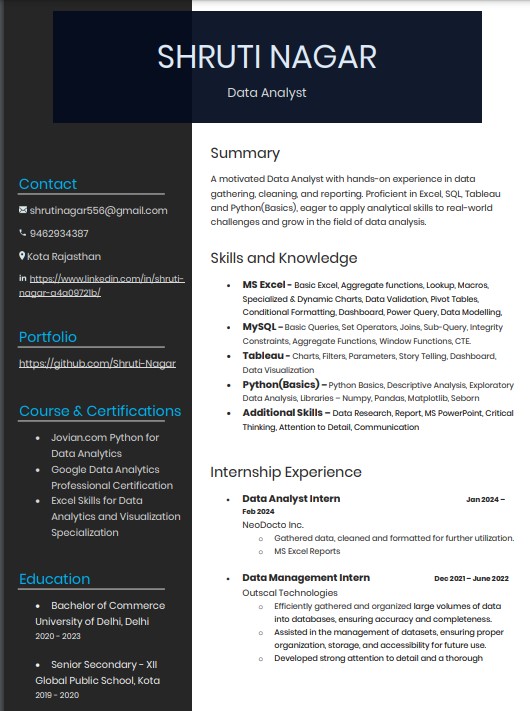 SHRUTI NAGAR
Data Analyst
Contact
shrutinagar556@gmail.com
9462934387
Kota Rajasthan
in https://www.linkedin.com/in/shruti-
nagar-a4a09721b/
Portfolio
https://github.com/Shruti-Nagar
Course & Certifications
• Jovian.com Python for
Data Analytics
• Google Data Analytics
Professional Certification
• Excel Skills for Data
Analytics and Visualization
Specialization
Education
• Bachelor of Commerce
University of Delhi, Delhi
2020 - 2023
• Senior Secondary - XII
Global Public School, Kota
2019 - 2020
Summary
A motivated Data Analyst with hands-on experience in data
gathering, cleaning, and reporting. Proficient in Excel, SQL, Tableau
and Python(Basics), eager to apply analytical skills to real-world
challenges and grow in the field of data analysis.
Skills and Knowledge
• MS Excel - Basic Excel, Aggregate functions, Lookup, Macros,
Specialized & Dynamic Charts, Data Validation, Pivot Tables,
Conditional Formatting, Dashboard, Power Query, Data Modelling,
• MySQL – Basic Queries, Set Operators, Joins, Sub-Query, Integrity
Constraints, Aggregate Functions, Window Functions, CTE.
• Tableau - Charts, Filters, Parameters, Story Telling, Dashboard,
Data Visualization
• Python(Basics) – Python Basics, Descriptive Analysis, Exploratory
Data Analysis, Libraries – Numpy, Pandas, Matplotlib, Seborn
• Additional Skills – Data Research, Report, MS PowerPoint, Critical
Thinking, Attention to Detail, Communication
Internship Experience
• Data Analyst Intern Jan 2024 –
Feb 2024
NeoDocto Inc.
○ Gathered data, cleaned and formatted for further utilization.
○ MS Excel Reports
• Data Management Intern Dec 2021 – June 2022
Outscal Technologies
○ Efficiently gathered and organized large volumes of data
into databases, ensuring accuracy and completeness.
○ Assisted in the management of datasets, ensuring proper
organization, storage, and accessibility for future use.
○ Developed strong attention to detail and a thorough